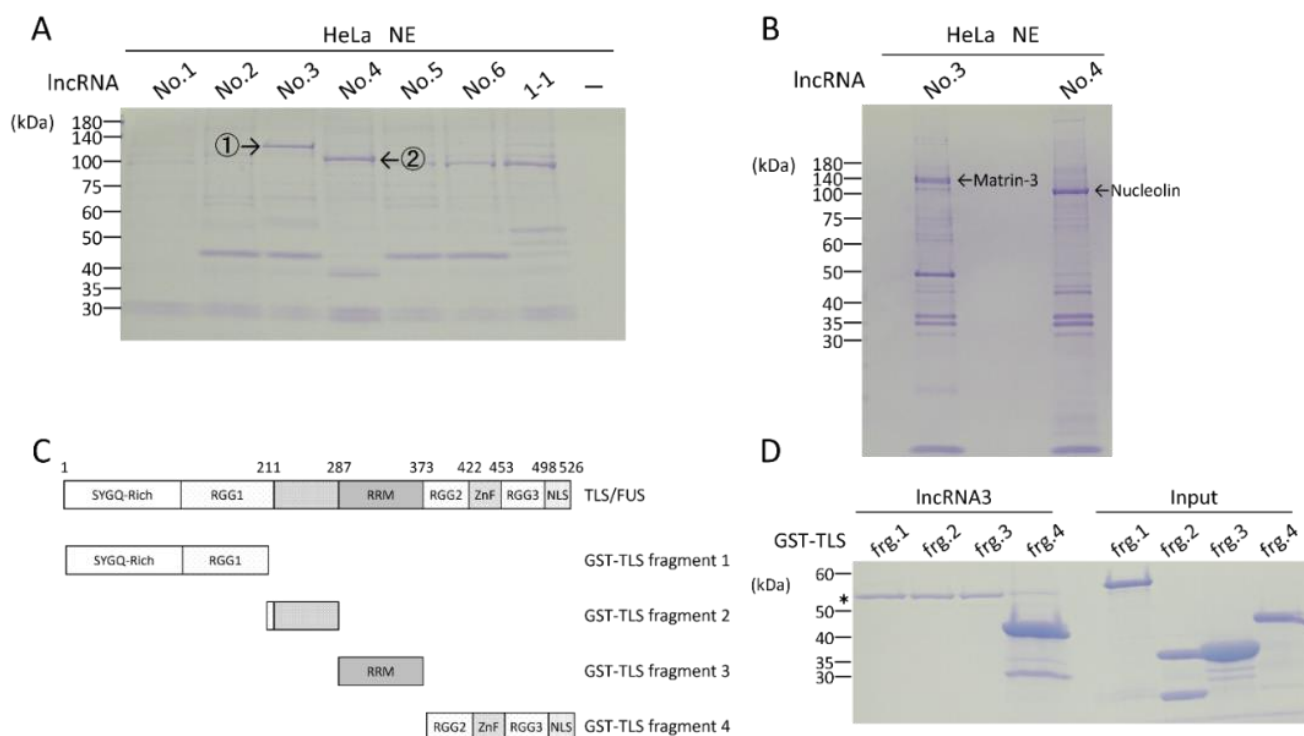 A
HeLa NE
lncRNA No.1 No.2 No.3 No.4 No.5 No.6 1-1 —
(kDa)
180
140
100
75
60
50
40
35
30
①→
←②
B
HeLa NE
lncRNA No.3 No.4
(kDa)
180
140
100
75
60
50
40
35
30
←Matrin-3
←Nucleolin
C
1 211 287 373 422 453 498 526
SYGQ-Rich RGG1 RRM RGG2 ZnF RGG3 NLS TLS/FUS
SYGQ-Rich RGG1 GST-TLS fragment 1
GST-TLS fragment 2
RRM GST-TLS fragment 3
RGG2 ZnF RGG3 NLS GST-TLS fragment 4
D
lncRNA3 Input
GST-TLS frg.1 frg.2 frg.3 frg.4 frg.1 frg.2 frg.3 frg.4
(kDa)
60
*
50
40
35
30